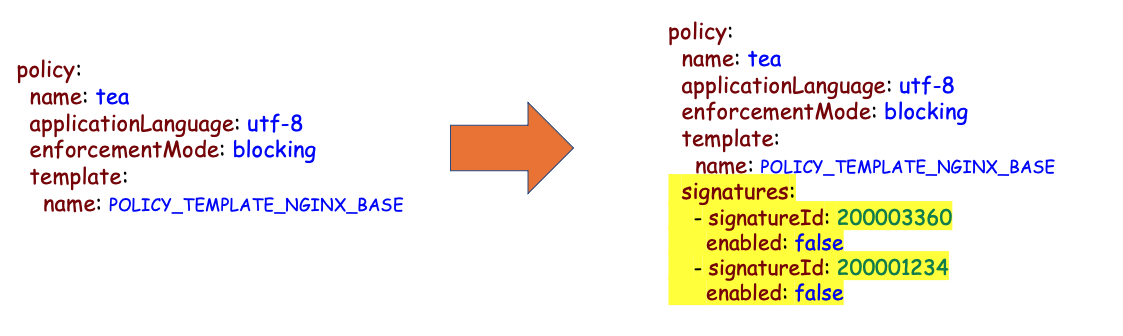 policy:
name: tea
applicationLanguage: utf-8
enforcementMode: blocking
template:
name: POLICY_TEMPLATE_NGINX_BASE
policy:
name: tea
applicationLanguage: utf-8
enforcementMode: blocking
template:
name: POLICY_TEMPLATE_NGINX_BASE
signatures:
- signatureId: 200003360
enabled: false
- signatureId: 200001234
enabled: false